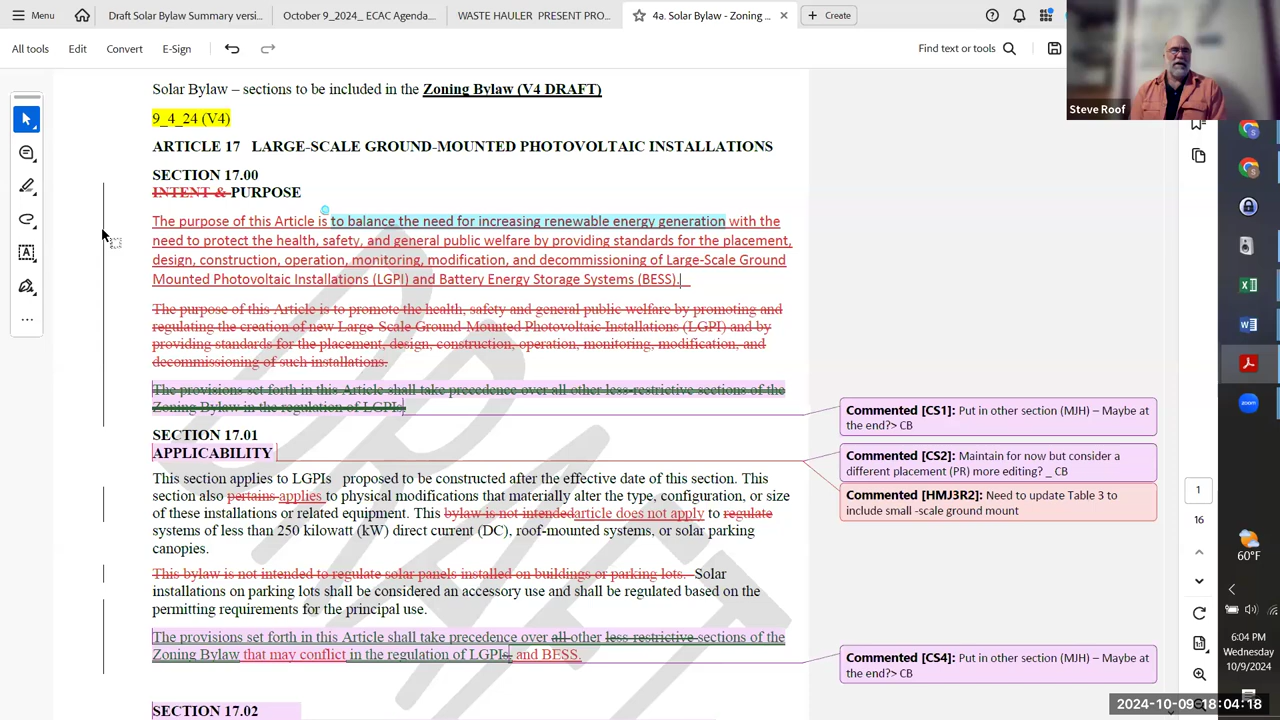 Menu
Draft Solar Bylaw Summary versi...
October 9_2024_ ECAC Agenda...
WASTE HAULER PRESENT PRO...
4a. Solar Bylaw - Zoning ...
Create
All tools
Edit
Convert
E-Sign
Find text or tools
Steve Roof
Solar Bylaw – sections to be included in the Zoning Bylaw (V4 DRAFT)
9_4_24 (V4)
ARTICLE 17 LARGE-SCALE GROUND-MOUNTED PHOTOVOLTAIC INSTALLATIONS
SECTION 17.00
INTENT & PURPOSE
The purpose of this Article is to balance the need for increasing renewable energy generation with the
need to protect the health, safety, and general public welfare by providing standards for the placement,
design, construction, operation, monitoring, modification, and decommissioning of Large-Scale Ground
Mounted Photovoltaic Installations (LGPI) and Battery Energy Storage Systems (BESS).
The purpose of this Article is to promote the health, safety and general public welfare by promoting and
regulating the creation of new Large-Scale Ground-Mounted Photovoltaic Installations (LGPI) and by
providing standards for the placement, design, construction, operation, monitoring, modification, and
decommissioning of such installations.
The provisions set forth in this Article shall take precedence over all other less-restrictive sections of the
Zoning Bylaw in the regulation of LGPIs.
Commented [CS1]: Put in other section (MJH) – Maybe at
the end?> CB
SECTION 17.01
APPLICABILITY
Commented [CS2]: Maintain for now but consider a
different placement (PR) more editing? _ CB
Commented [HMJ3R2]: Need to update Table 3 to
include small -scale ground mount
This section applies to LGPIs proposed to be constructed after the effective date of this section. This
section also pertains applies to physical modifications that materially alter the type, configuration, or size
of these installations or related equipment. This bylaw is not intendedarticle does not apply to regulate
systems of less than 250 kilowatt (kW) direct current (DC), roof-mounted systems, or solar parking
canopies.
This bylaw is not intended to regulate solar panels installed on buildings or parking lots. Solar
installations on parking lots shall be considered an accessory use and shall be regulated based on the
permitting requirements for the principal use.
The provisions set forth in this Article shall take precedence over all other less-restrictive sections of the
Zoning Bylaw that may conflict in the regulation of LGPIs. and BESS.
Commented [CS4]: Put in other section (MJH) – Maybe at
the end?> CB
SECTION 17.02
DRAFT
1
16
60°F
6:04 PM
Wednesday
10/9/2024
2024-10-09 18:04:18